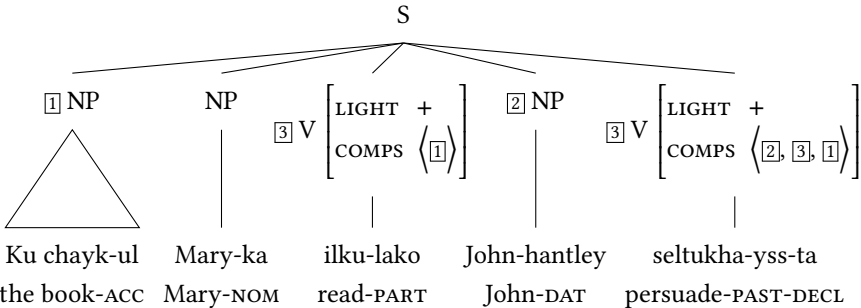 S
1 NP NP 3 V [LIGHT + COMPS ⟨1⟩] 2 NP 3 V [LIGHT + COMPS ⟨2, 3, 1⟩]
Ku chayk-ul Mary-ka ilku-lako John-hantley seltukha-yss-ta
the book-ACC Mary-NOM read-PART John-DAT persuade-PAST-DECL